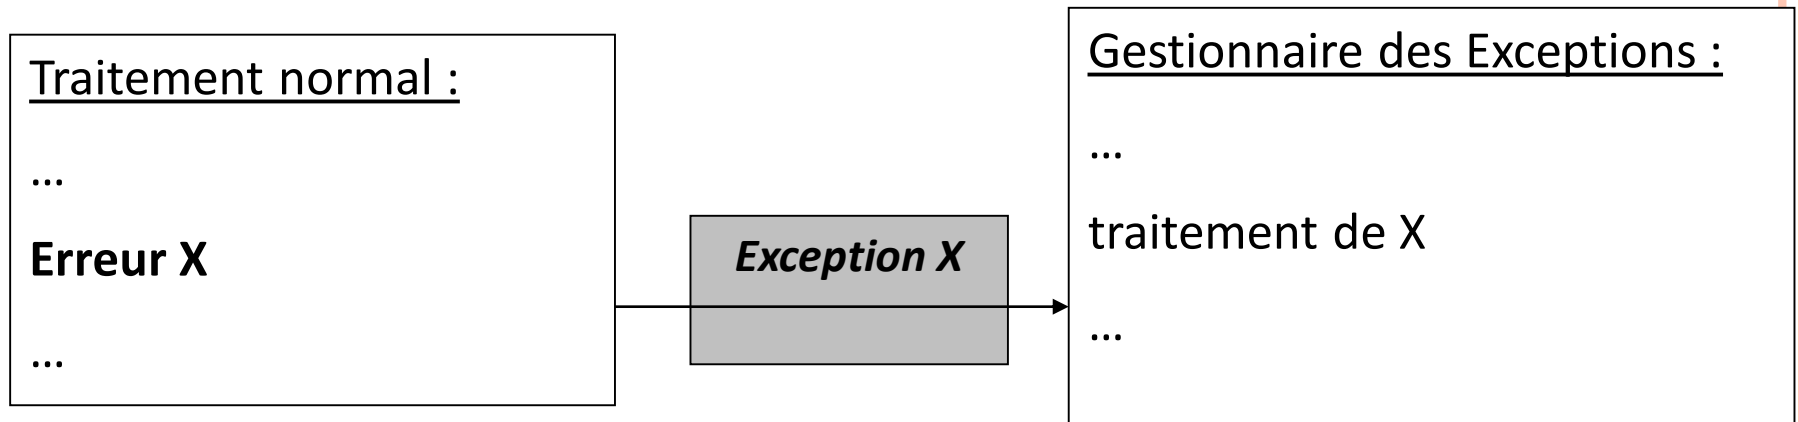 Traitement normal :
…
Erreur X
…
Exception X
Gestionnaire des Exceptions :
…
traitement de X
…